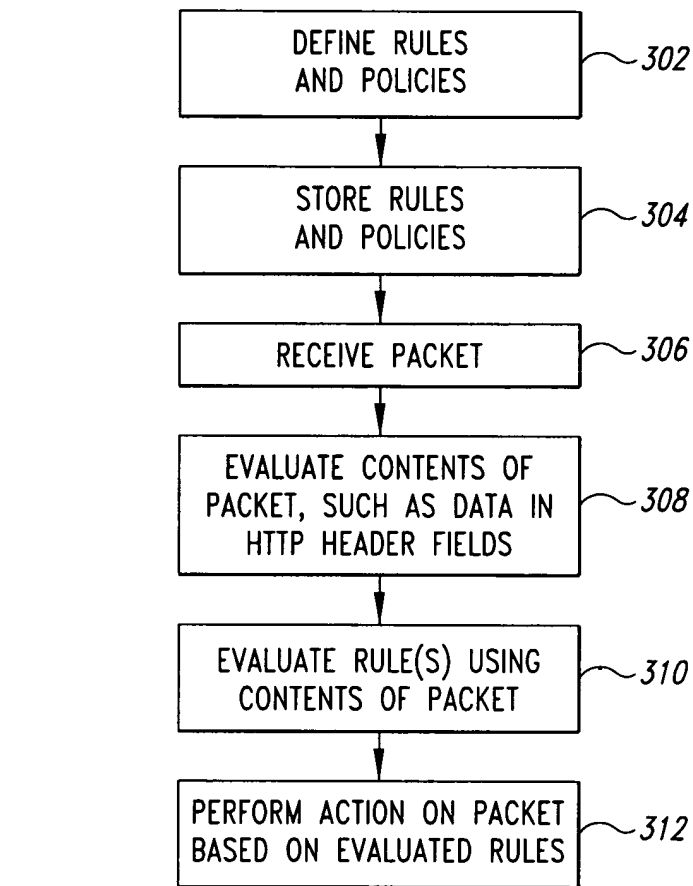 DEFINE RULES
AND POLICIES
302
STORE RULES
AND POLICIES
304
RECEIVE PACKET
306
EVALUATE CONTENTS OF
PACKET, SUCH AS DATA IN
HTTP HEADER FIELDS
308
EVALUATE RULE(S) USING
CONTENTS OF PACKET
310
PERFORM ACTION ON PACKET
BASED ON EVALUATED RULES
312